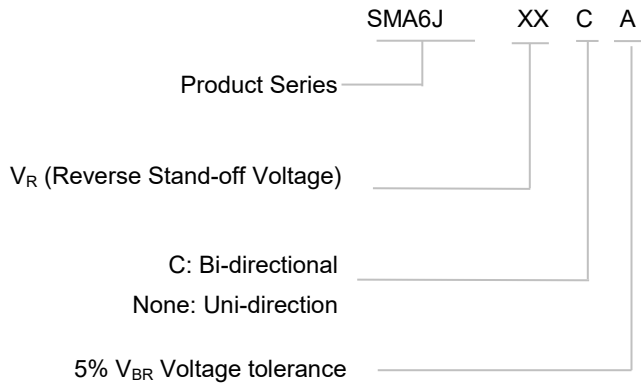 SMA6J XX C A
Product Series
VR (Reverse Stand-off Voltage)
C: Bi-directional
None: Uni-direction
5% VBR Voltage tolerance